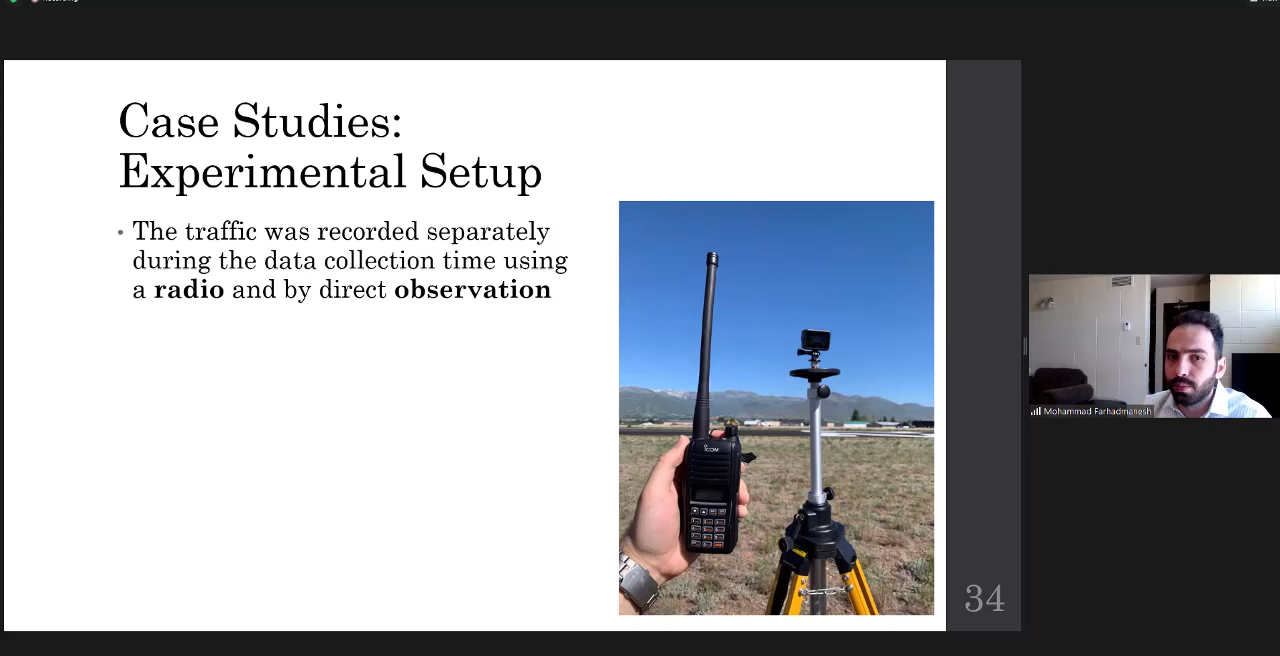 Case Studies:
Experimental Setup
• The traffic was recorded separately
during the data collection time using
a radio and by direct observation
iCOM
34
Mohammad Farhadmanesh